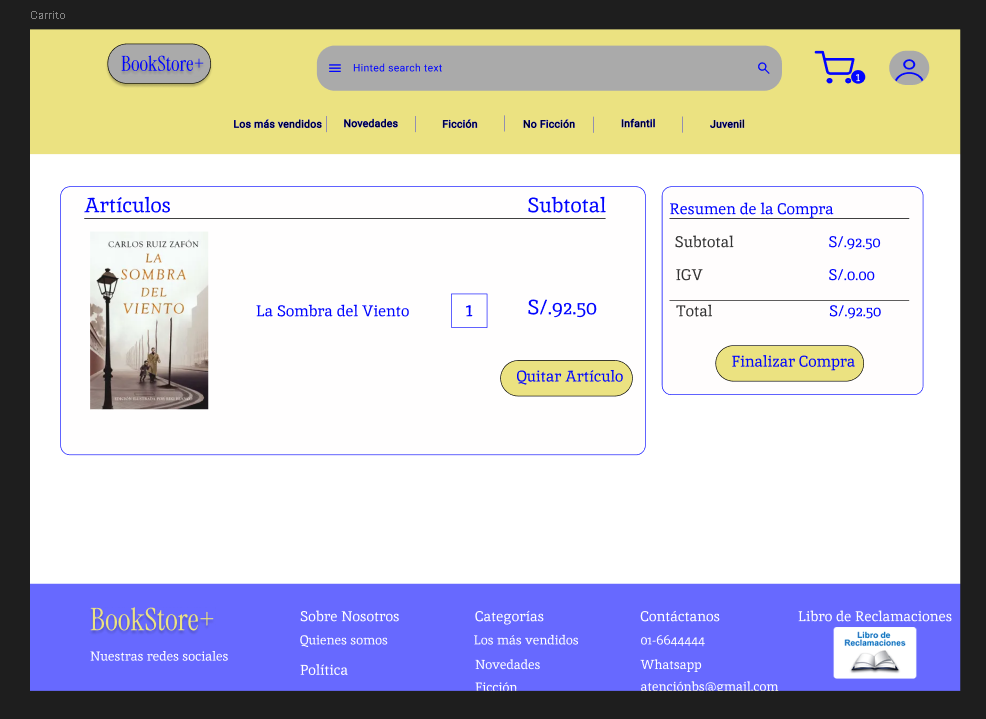 Carrito
BookStore+
Hinted search text
1
Los más vendidos
Novedades
Ficción
No Ficción
Infantil
Juvenil
Artículos
Subtotal
CARLOS RUIZ ZAFÓN
LA
SOMBRA
DEL
VIENTO
La Sombra del Viento
1
S/.92.50
Quitar Artículo
Resumen de la Compra
Subtotal
S/.92.50
IGV
S/.0.00
Total
S/.92.50
Finalizar Compra
BookStore+
Nuestras redes sociales
Sobre Nosotros
Quienes somos
Política
Categorías
Los más vendidos
Novedades
Ficción
Contáctanos
01-6644444
Whatsapp
atenciónbs@gmail.com
Libro de Reclamaciones
Libro de
Reclamaciones